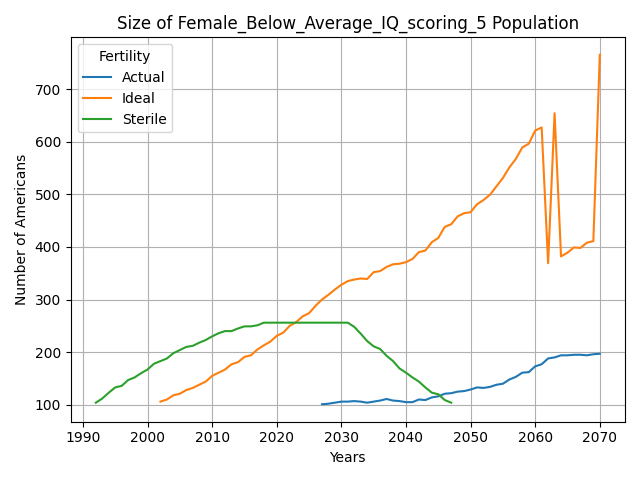 Size of Female_Below_Average_IQ_scoring_5 Population
Fertility
Actual
Ideal
Sterile
Number of Americans
700
600
500
400
300
200
100
1990 2000 2010 2020 2030 2040 2050 2060 2070
Years